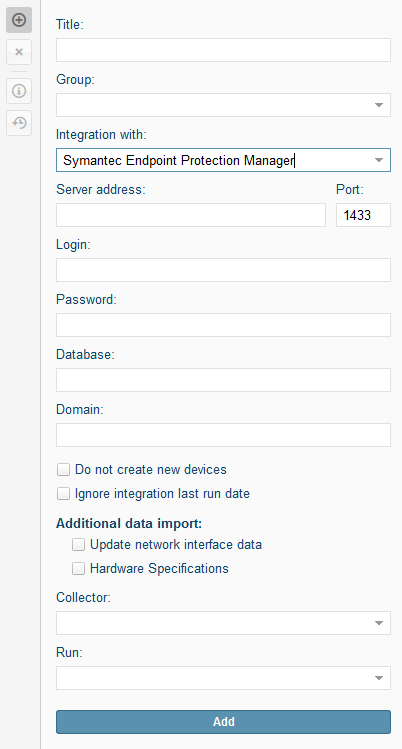 Title:
Group:
Integration with:
Symantec Endpoint Protection Manager
Server address: Port:
1433
Login:
Password:
Database:
Domain:
Do not create new devices
Ignore integration last run date
Additional data import:
Update network interface data
Hardware Specifications
Collector:
Run:
Add